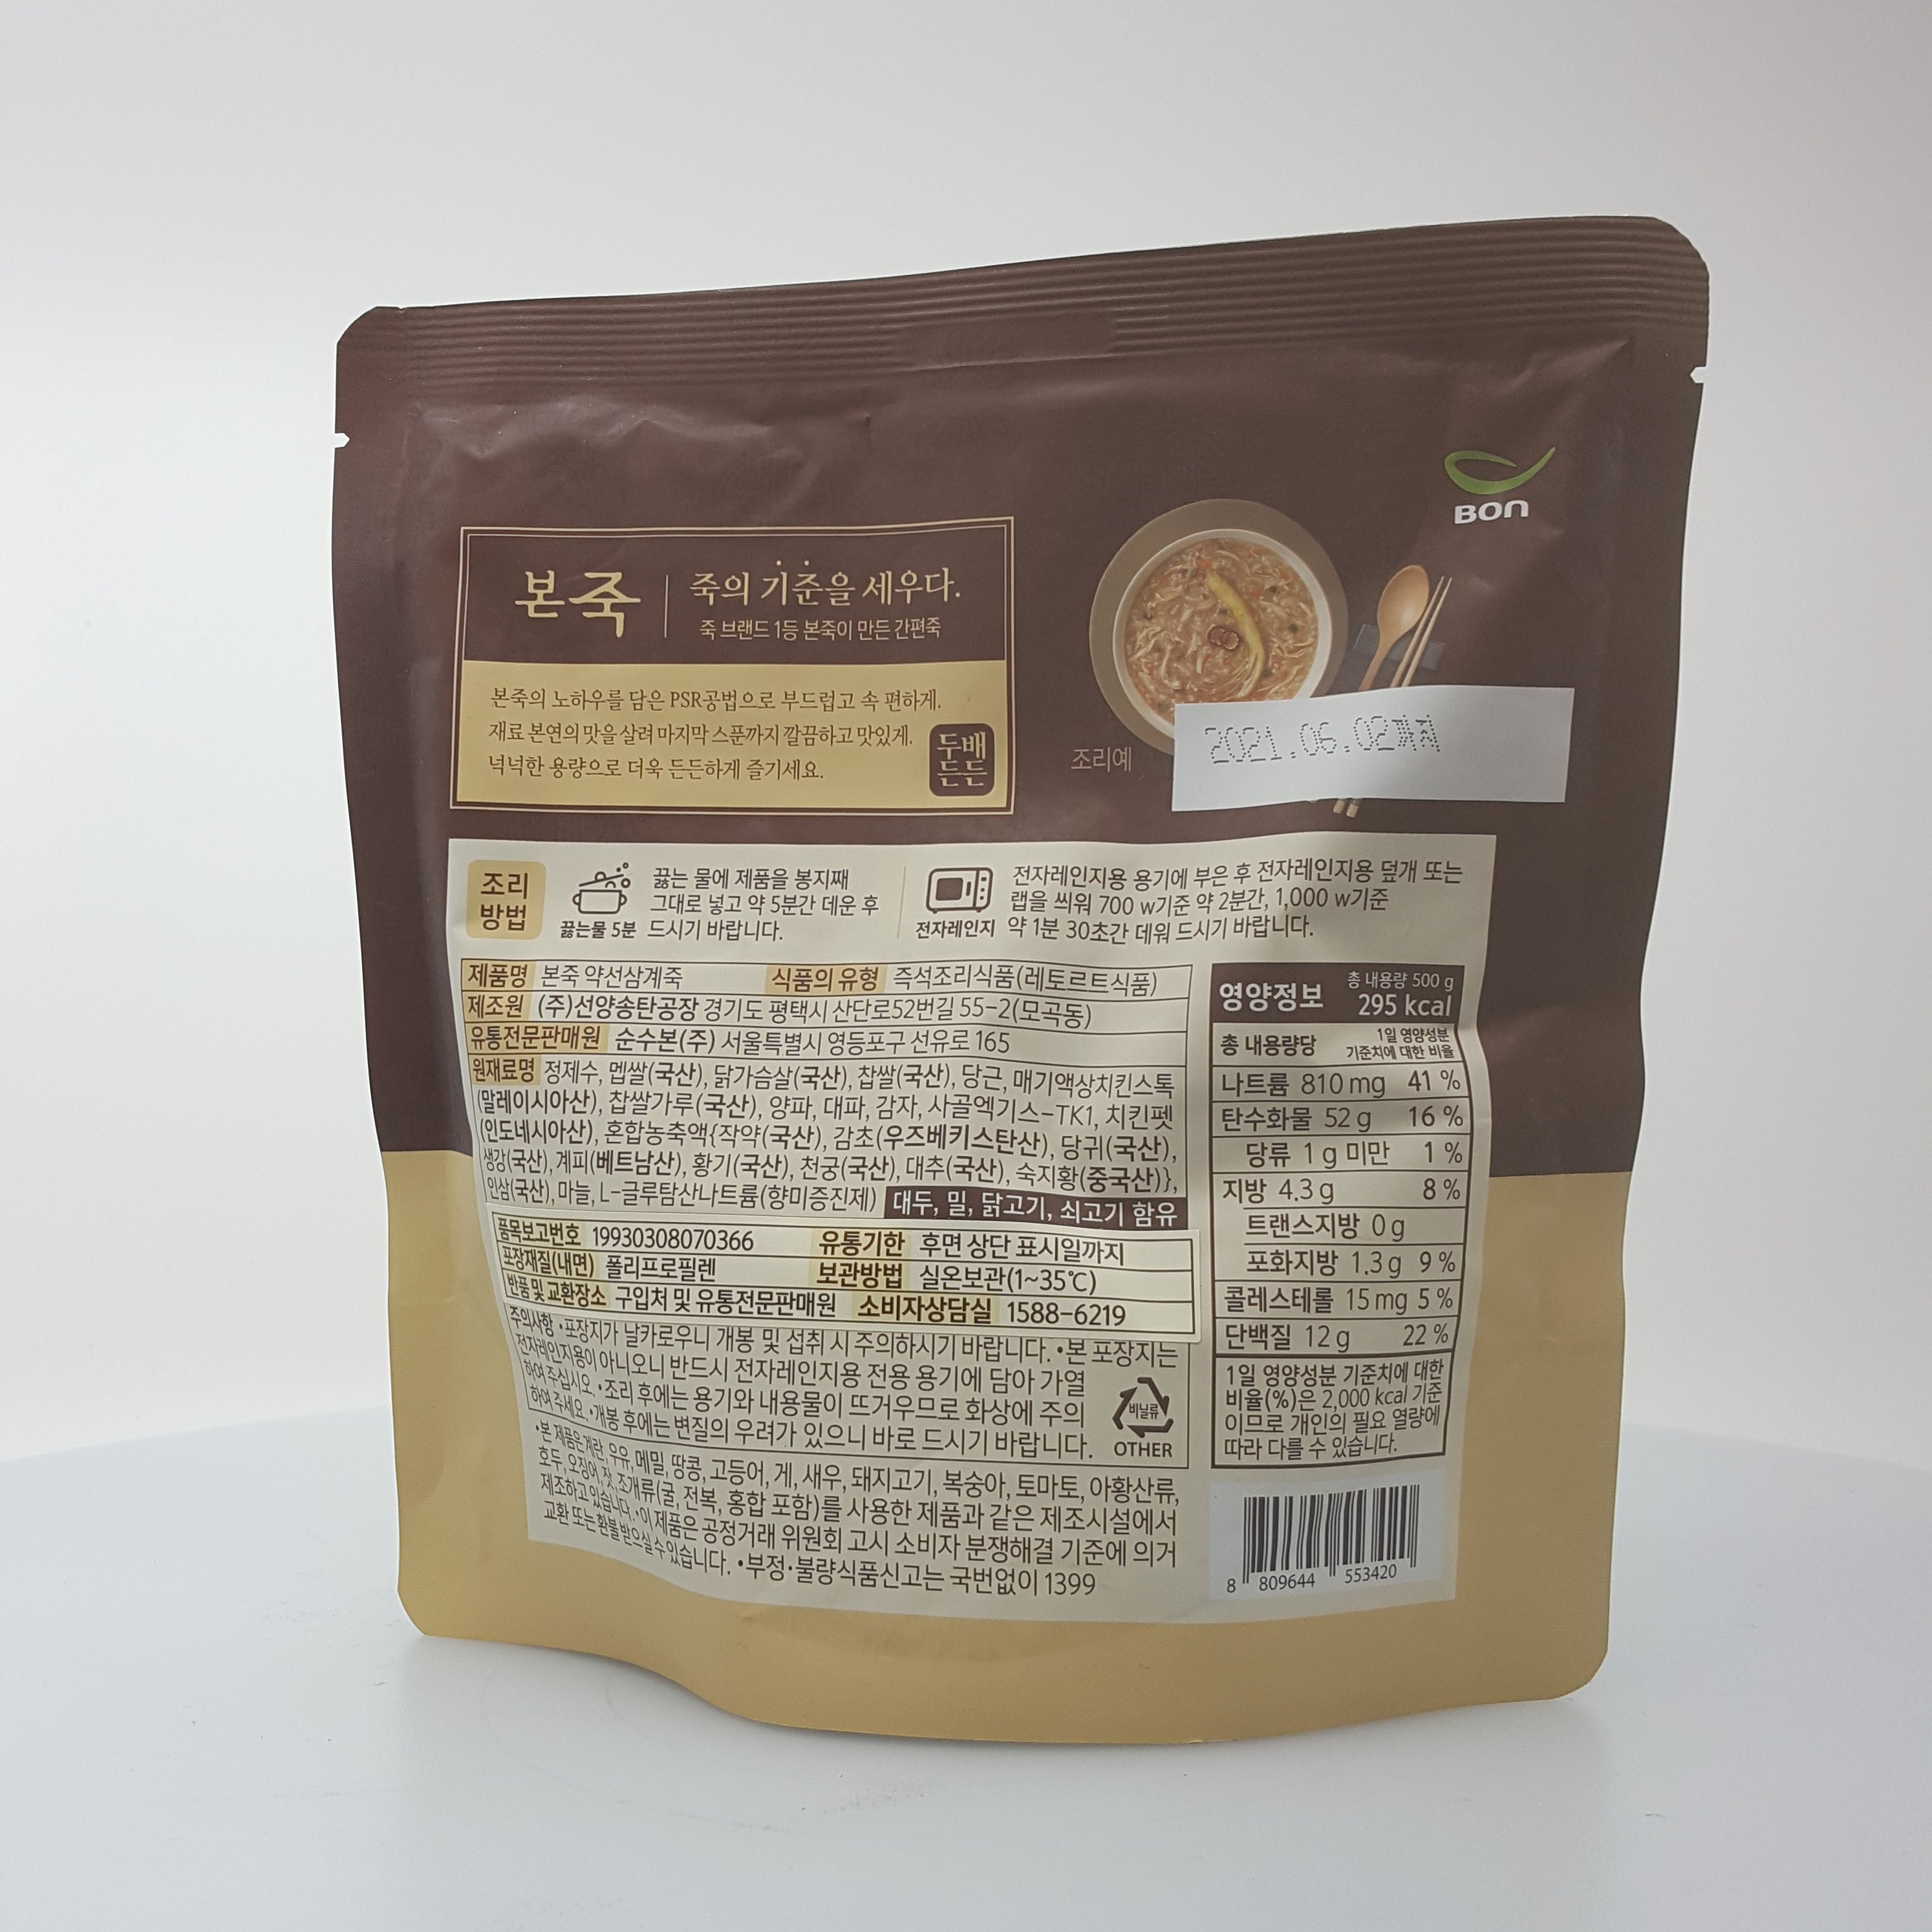 BON
본죽
죽의 기준을 세우다.
죽 브랜드 1등 본죽이 만든 간편죽
본죽의 노하우를 담은 PSR공법으로 부드럽고 속 편하게.
재료 본연의 맛을 살려 마지막 스푼까지 깔끔하고 맛있게.
넉넉한 용량으로 더욱 든든하게 즐기세요.
두배
든든
조리예
2021.06.02까지
조리
방법
끓는물 5분
끓는 물에 제품을 봉지째
그대로 넣고 약 5분간 데운 후
드시기 바랍니다.
전자레인지
전자레인지용 용기에 부은 후 전자레인지용 덮개 또는
랩을 씌워 700 w기준 약 2분간, 1,000 w기준
약 1분 30초간 데워 드시기 바랍니다.
제품명 본죽 약선삼계죽 식품의 유형 즉석조리식품(레토르트식품)
제조원 (주)선양송탄공장 경기도 평택시 산단로52번길 55-2(모곡동)
유통전문판매원 순수본(주) 서울특별시 영등포구 선유로 165
원재료명 정제수, 멥쌀(국산), 닭가슴살(국산), 찹쌀(국산), 당근, 매기액상치킨스톡
(말레이시아산), 찹쌀가루(국산), 양파, 대파, 감자, 사골엑기스-TK1, 치킨펫
(인도네시아산), 혼합농축액{작약(국산), 감초(우즈베키스탄산), 당귀(국산),
생강(국산), 계피(베트남산), 황기(국산), 천궁(국산), 대추(국산), 숙지황(중국산)},
인삼(국산), 마늘, L-글루탐산나트륨(향미증진제) 대두, 밀, 닭고기, 쇠고기 함유
품목보고번호 19930308070366 유통기한 후면 상단 표시일까지
포장재질(내면) 폴리프로필렌 보관방법 실온보관(1~35℃)
반품 및 교환장소 구입처 및 유통전문판매원 소비자상담실 1588-6219
주의사항 •포장지가 날카로우니 개봉 및 섭취 시 주의하시기 바랍니다. •본 포장지는
전자레인지용이 아니오니 반드시 전자레인지용 전용 용기에 담아 가열
하여 주십시오. •조리 후에는 용기와 내용물이 뜨거우므로 화상에 주의
하여 주세요. •개봉 후에는 변질의 우려가 있으니 바로 드시기 바랍니다.
비닐류
OTHER
•본 제품은 계란, 우유, 메밀, 땅콩, 고등어, 게, 새우, 돼지고기, 복숭아, 토마토, 아황산류,
호두, 오징어, 잣, 조개류(굴, 전복, 홍합 포함)를 사용한 제품과 같은 제조시설에서
제조하고 있습니다. •이 제품은 공정거래 위원회 고시 소비자 분쟁해결 기준에 의거
교환 또는 환불 받으실 수 있습니다. •부정•불량식품신고는 국번없이 1399
영양정보 총 내용량 500 g
295 kcal
총 내용량당 1일 영양성분
기준치에 대한 비율
나트륨 810 mg 41 %
탄수화물 52 g 16 %
당류 1 g 미만 1 %
지방 4.3 g 8 %
트랜스지방 0 g
포화지방 1.3 g 9 %
콜레스테롤 15 mg 5 %
단백질 12 g 22 %
1일 영양성분 기준치에 대한
비율(%)은 2,000 kcal 기준
이므로 개인의 필요 열량에
따라 다를 수 있습니다.
8 809644 553420